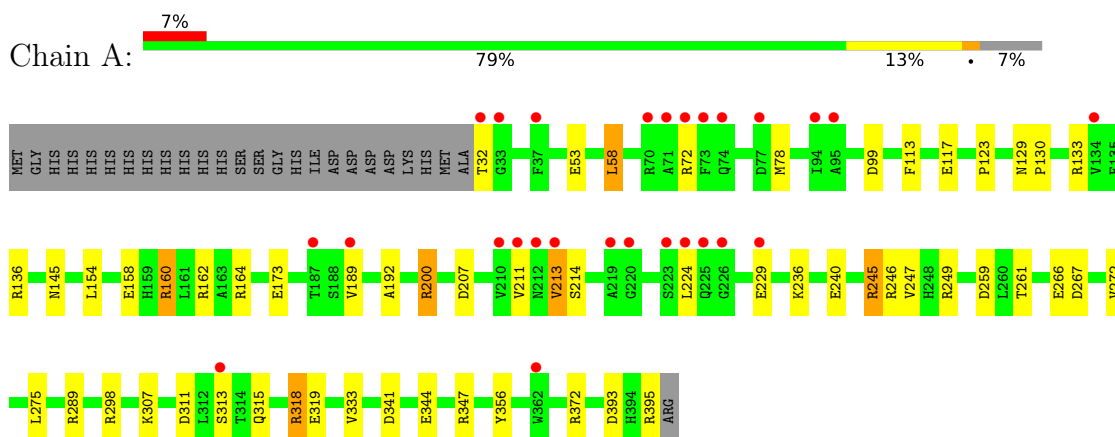 7%
Chain A:
79% 13% • 7%
MET GLY HIS HIS HIS HIS HIS HIS HIS HIS HIS HIS SER SER GLY HIS ILE ASP ASP ASP ASP LYS HIS MET ALA T32 G33 F37 E53 L58 R70 A71 R72 F73 Q74 D77 M78 I94 A95 D99 F113 E117 P123 N129 P130 R133 V134
R136 N145 L154 E158 H159 R160 L161 R162 A163 R164 E173 T187 S188 V189 A192 R200 D207 V210 V211 N212 V213 S214 A219 G220 S223 L224 Q225 G226 E229 K236 E240 R245 R246 V247 H248 R249 D259 L260 T261 E266 D267
L275 R289 R298 K307 D311 L312 S313 T314 Q315 R318 E319 V333 D341 E344 R347 Y356 W362 R372 D393 H394 R395 ARG